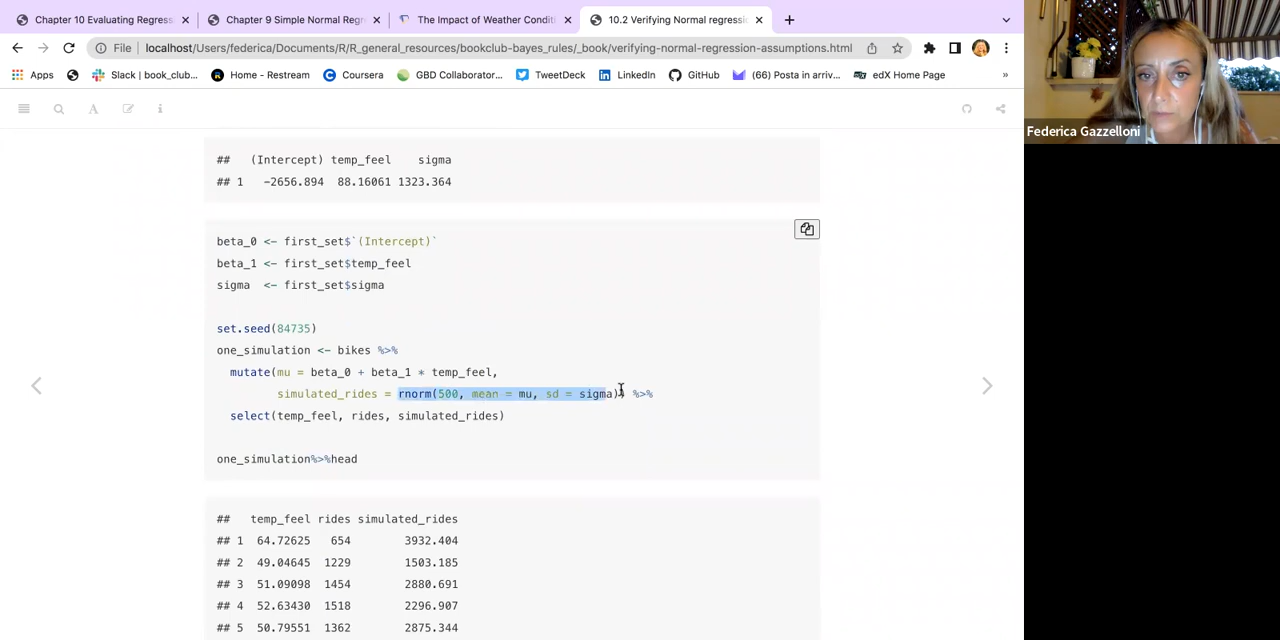 Chapter 10 Evaluating Regress
Chapter 9 Simple Normal Regr
The Impact of Weather Conditi
10.2 Verifying Normal regressi
File
localhost/Users/federica/Documents/R/R_general_resources/bookclub-bayes_rules/_book/verifying-normal-regression-assumptions.html
Apps
Slack | book_club...
Home - Restream
Coursera
GBD Collaborator...
TweetDeck
LinkedIn
GitHub
(66) Posta in arriv...
edX Home Page
»
Federica Gazzelloni
## (Intercept) temp_feel sigma
## 1 -2656.894 88.16061 1323.364
beta_0 <- first_set$`(Intercept)`
beta_1 <- first_set$temp_feel
sigma <- first_set$sigma
set.seed(84735)
one_simulation <- bikes %>%
mutate(mu = beta_0 + beta_1 * temp_feel,
simulated_rides = rnorm(500, mean = mu, sd = sigma)) %>%
select(temp_feel, rides, simulated_rides)
one_simulation%>%head
## temp_feel rides simulated_rides
## 1 64.72625 654 3932.404
## 2 49.04645 1229 1503.185
## 3 51.09098 1454 2880.691
## 4 52.63430 1518 2296.907
## 5 50.79551 1362 2875.344